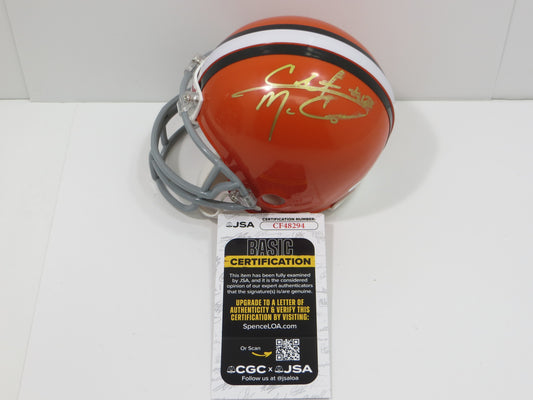 Colt
McCoy
JSA
CERTIFICATION NUMBER
CF48294
BASIC
CERTIFICATION
This item has been fully examined
by JSA, and it is the considered
opinion of our expert authenticators
that the signature(s) is/are genuine.
UPGRADE TO A LETTER OF
AUTHENTICITY & VERIFY THIS
CERTIFICATION BY VISITING:
SpenceLOA.com
Or Scan
CGC x JSA
Follow us at @jsaloa